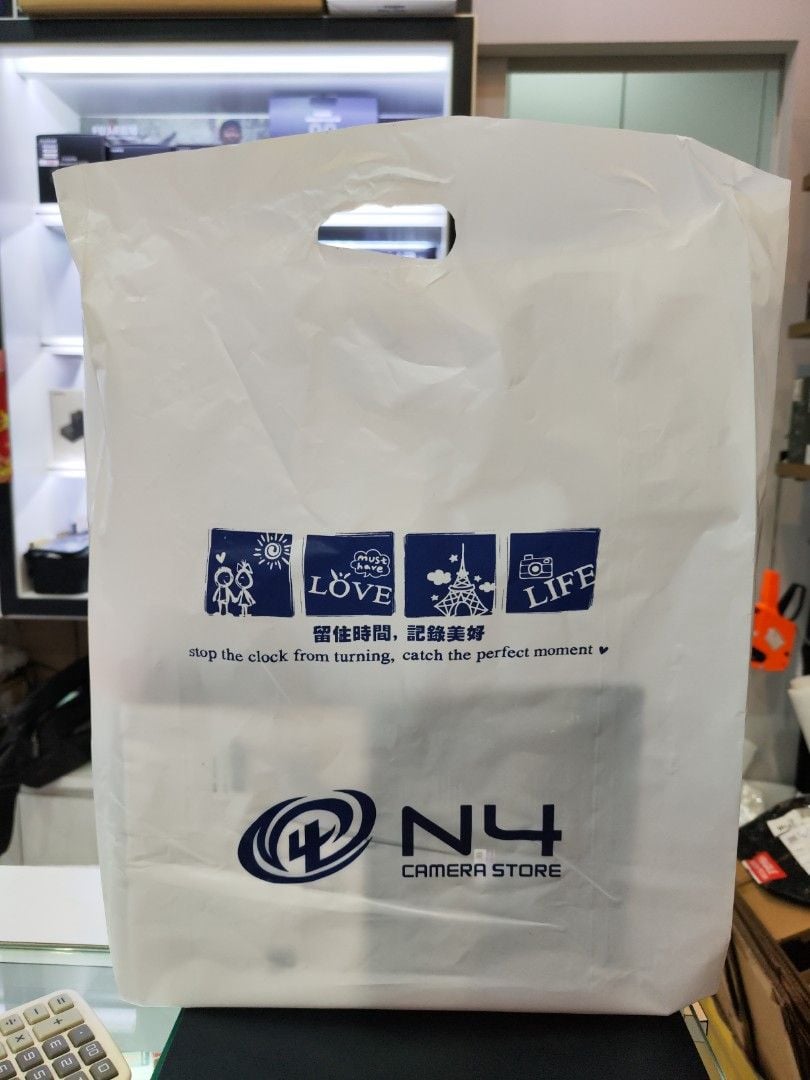 must
have
LOVE
LIFE
留住時間, 記錄美好
stop the clock from turning, catch the perfect moment ♥
N4
CAMERA STORE